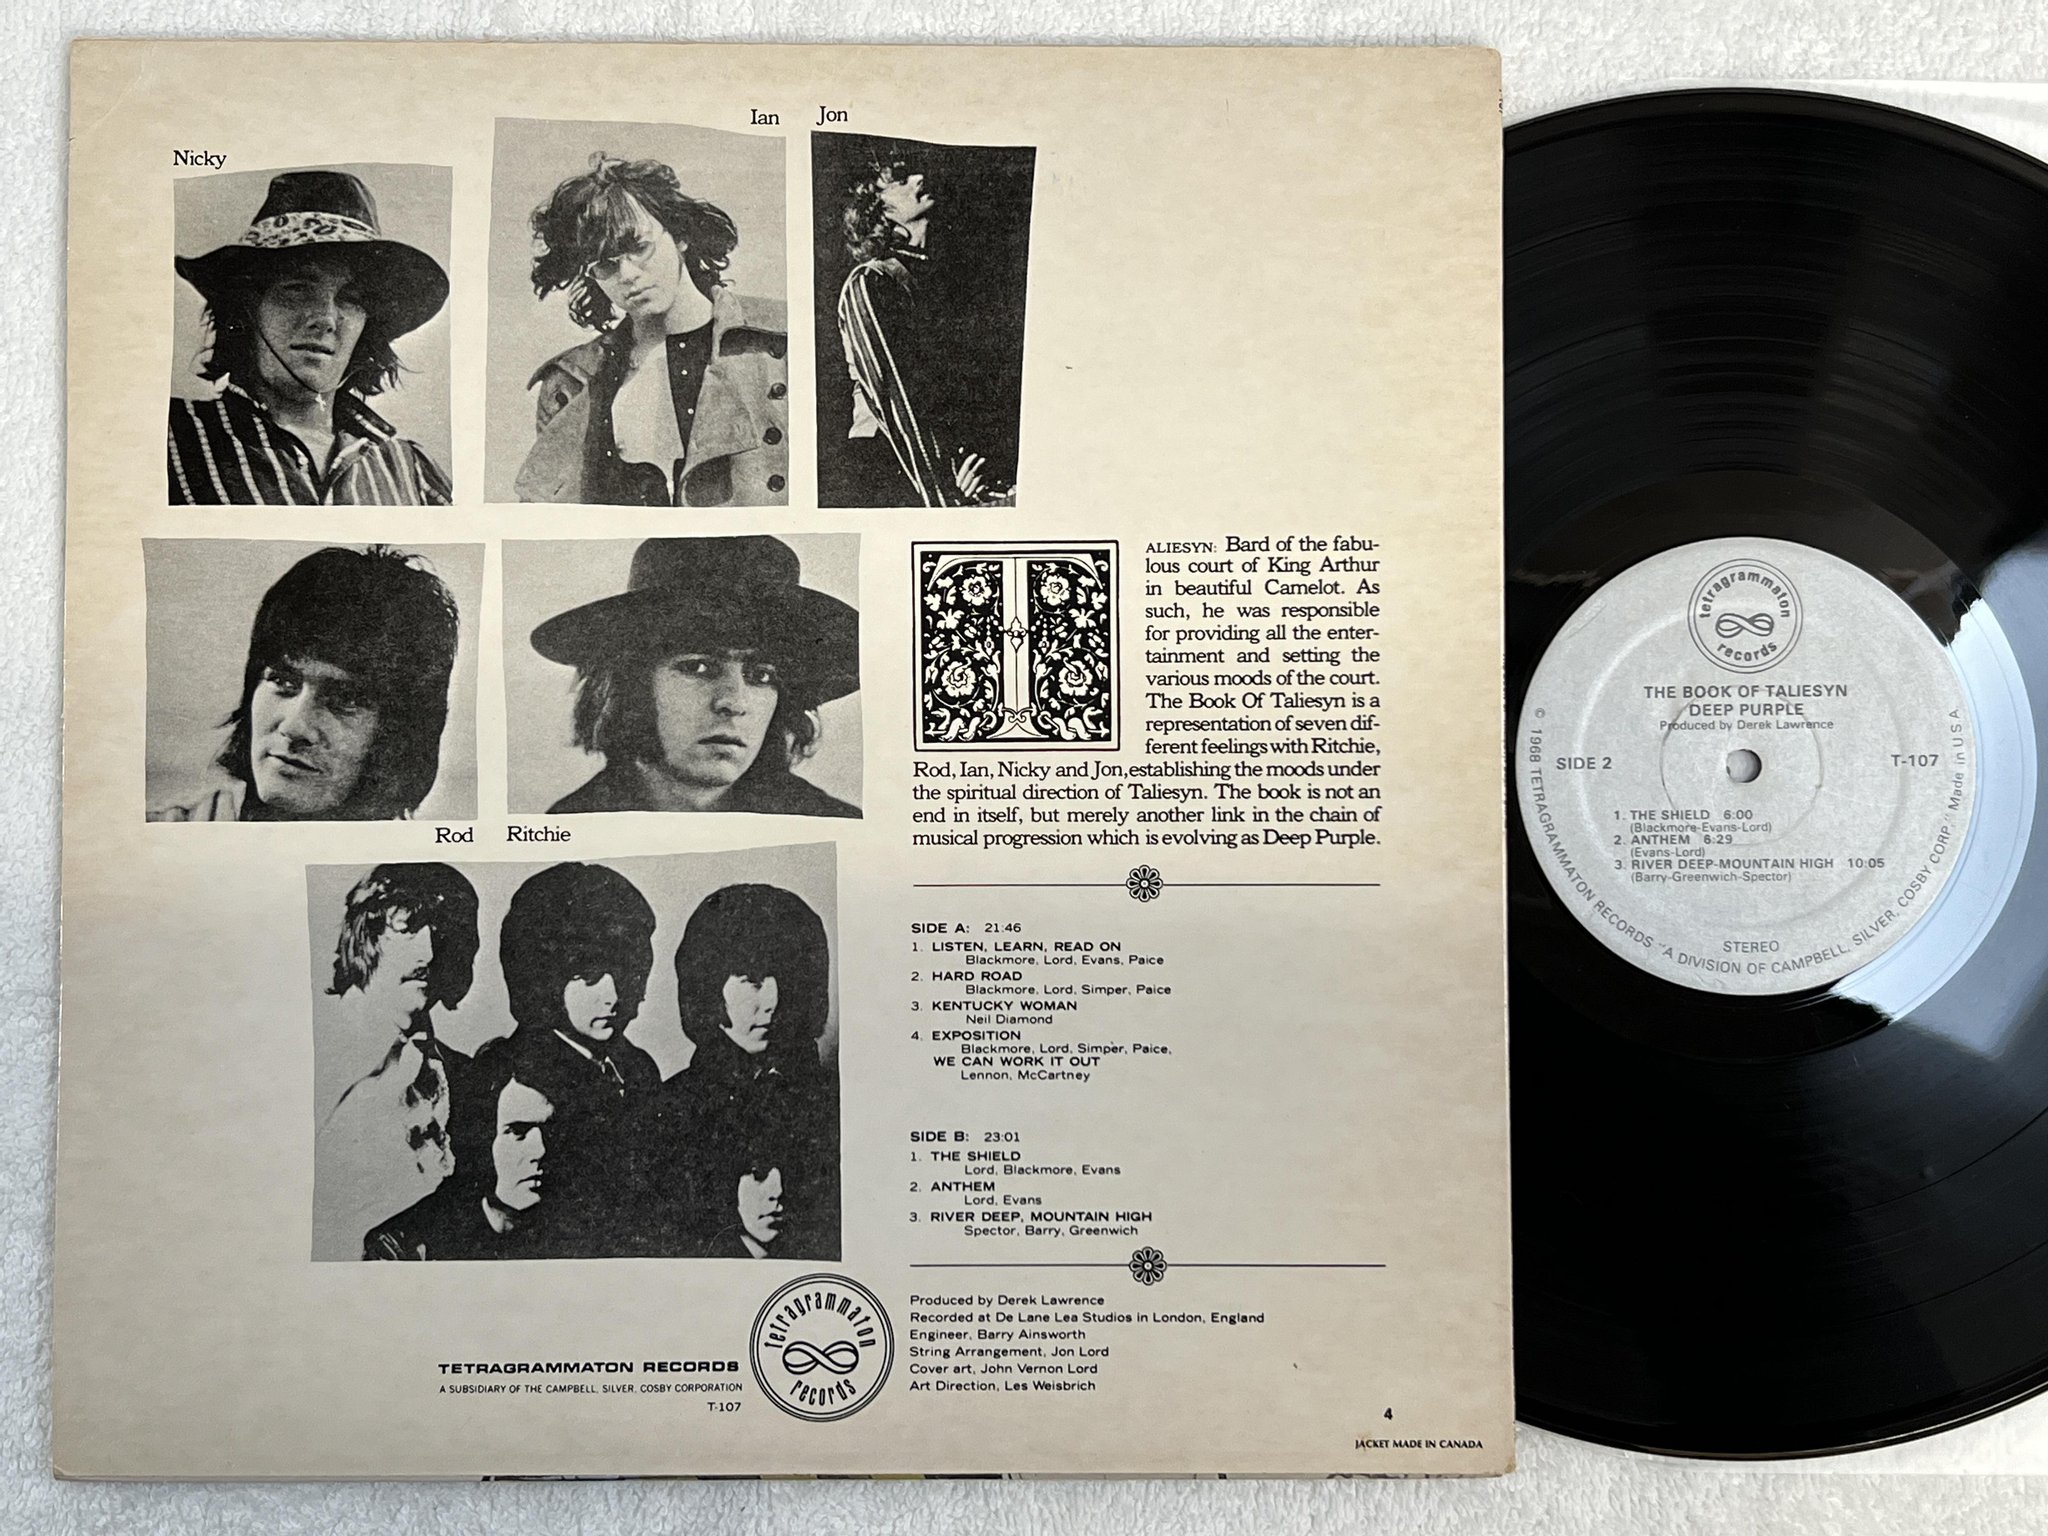 Nicky
Ian
Jon
Rod
Ritchie
ALIESYN: Bard of the fabu-
lous court of King Arthur
in beautiful Camelot. As
such, he was responsible
for providing all the enter-
tainment and setting the
various moods of the court.
The Book Of Taliesyn is a
representation of seven dif-
ferent feelings with Ritchie,
Rod, Ian, Nicky and Jon, establishing the moods under
the spiritual direction of Taliesyn. The book is not an
end in itself, but merely another link in the chain of
musical progression which is evolving as Deep Purple.
SIDE A: 21:46
1. LISTEN, LEARN, READ ON
Blackmore, Lord, Evans, Paice
2. HARD ROAD
Blackmore, Lord, Simper, Paice
3. KENTUCKY WOMAN
Neil Diamond
4. EXPOSITION
Blackmore, Lord, Simper, Paice,
WE CAN WORK IT OUT
Lennon, McCartney
SIDE B: 23:01
1. THE SHIELD
Lord, Blackmore, Evans
2. ANTHEM
Lord, Evans
3. RIVER DEEP, MOUNTAIN HIGH
Spector, Barry, Greenwich
Produced by Derek Lawrence
Recorded at De Lane Lea Studios in London, England
Engineer, Barry Ainsworth
String Arrangement, Jon Lord
Cover art, John Vernon Lord
Art Direction, Les Weisbrich
TETRAGRAMMATON RECORDS
A SUBSIDIARY OF THE CAMPBELL, SILVER, COSBY CORPORATION
T-107
tetragrammaton
records
4
JACKET MADE IN CANADA
tetragrammaton
records
THE BOOK OF TALIESYN
DEEP PURPLE
Produced by Derek Lawrence
SIDE 2
T-107
1. THE SHIELD 6:00
(Blackmore-Evans-Lord)
2. ANTHEM 6:29
(Evans-Lord)
3. RIVER DEEP-MOUNTAIN HIGH 10:05
(Barry-Greenwich-Spector)
STEREO
© 1968 TETRAGRAMMATON RECORDS "A DIVISION OF CAMPBELL, SILVER, COSBY CORP." Made in U.S.A.